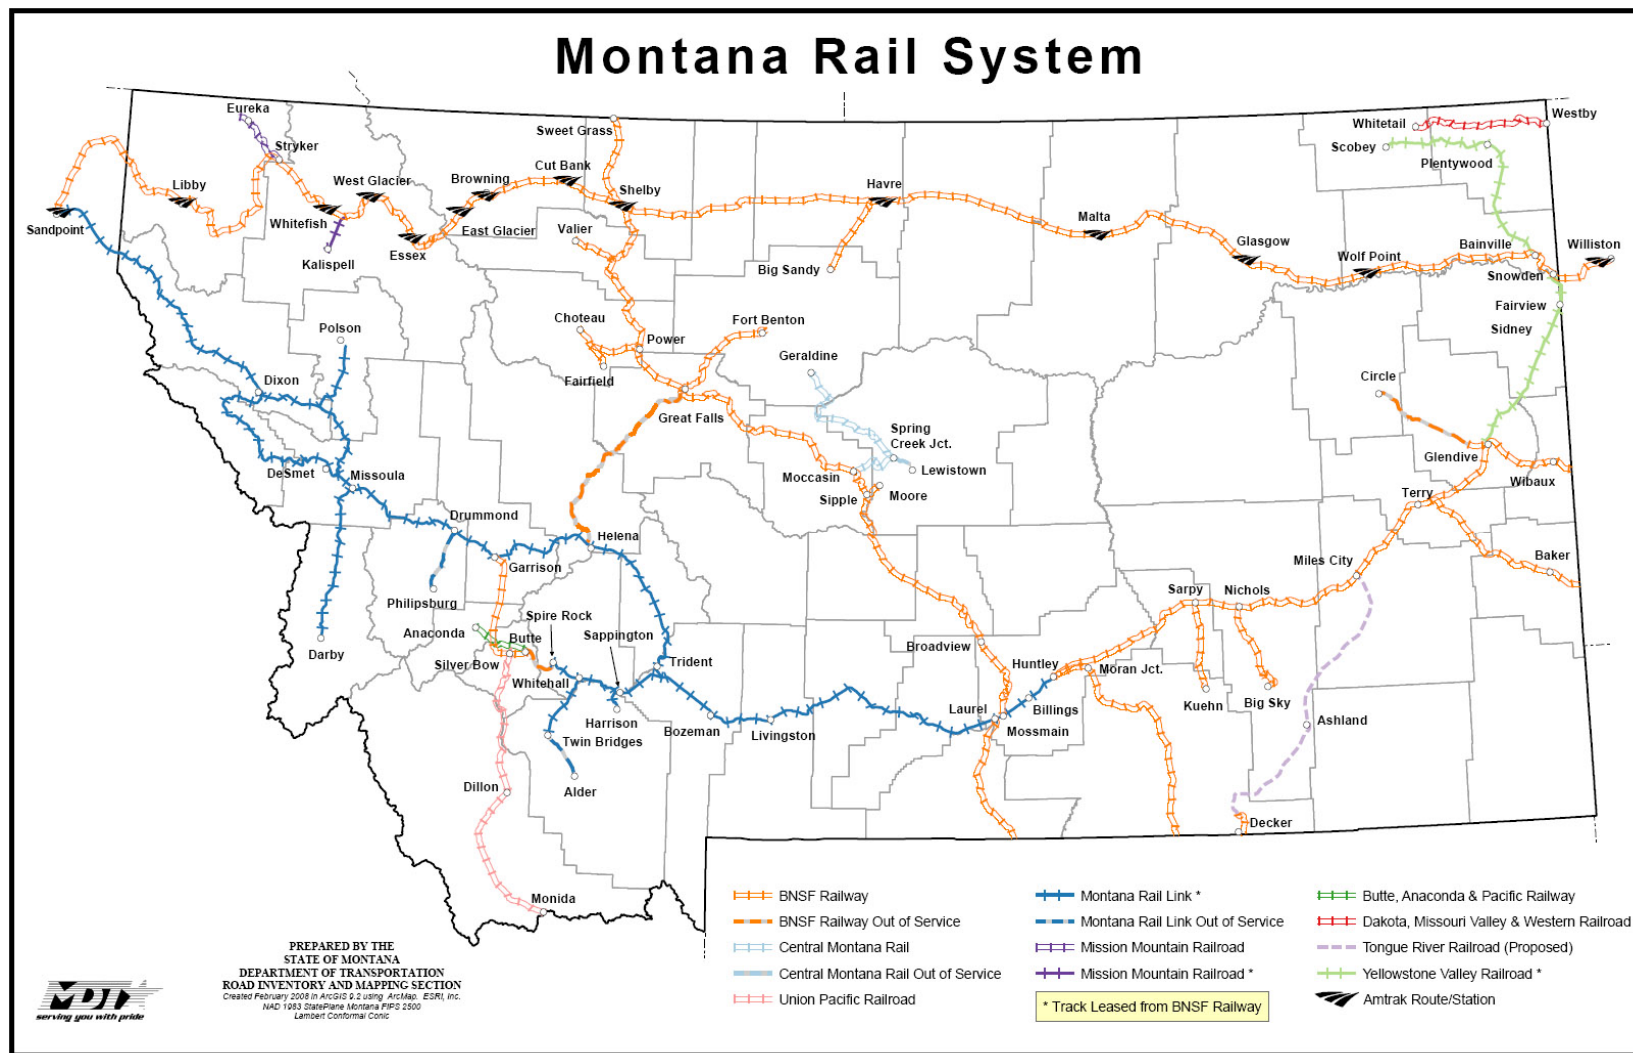 Montana Rail System
Eureka
Stryker
Sweet Grass
Whitetail
Westby
Scobey
Plentywood
Libby
West Glacier
Browning
Cut Bank
Shelby
Havre
Sandpoint
Whitefish
Kalispell
Essex
East Glacier
Valier
Big Sandy
Malta
Glasgow
Wolf Point
Bainville
Williston
Snowden
Fairview
Sidney
Polson
Choteau
Power
Fort Benton
Geraldine
Fairfield
Dixon
Circle
Great Falls
Spring
Creek Jct.
Lewistown
Glendive
Wibaux
DeSmet
Missoula
Moccasin
Sipple
Moore
Terry
Drummond
Helena
Garrison
Miles City
Baker
Philipsburg
Spire Rock
Sappington
Sarpy
Nichols
Anaconda
Butte
Darby
Silver Bow
Trident
Broadview
Huntley
Moran Jct.
Whitehall
Harrison
Twin Bridges
Bozeman
Livingston
Laurel
Billings
Mossmain
Kuehn
Big Sky
Ashland
Dillon
Alder
Decker
Monida
BNSF Railway
BNSF Railway Out of Service
Central Montana Rail
Central Montana Rail Out of Service
Union Pacific Railroad
Montana Rail Link *
Montana Rail Link Out of Service
Mission Mountain Railroad
Mission Mountain Railroad *
* Track Leased from BNSF Railway
Butte, Anaconda & Pacific Railway
Dakota, Missouri Valley & Western Railroad
Tongue River Railroad (Proposed)
Yellowstone Valley Railroad *
Amtrak Route/Station
MDT
serving you with pride
PREPARED BY THE
STATE OF MONTANA
DEPARTMENT OF TRANSPORTATION
ROAD INVENTORY AND MAPPING SECTION
Created February 2008 in ArcGIS 9.2 using ArcMap. ESRI, Inc.
NAD 1983 StatePlane Montana FIPS 2500
Lambert Conformal Conic